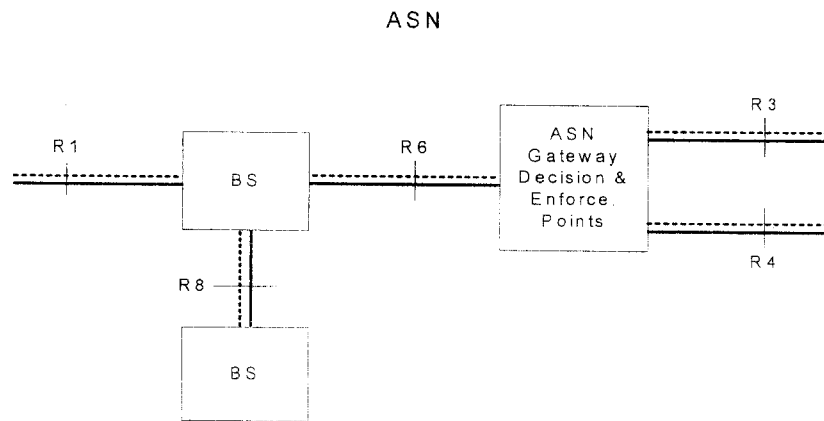 ASN
R1
BS
R6
ASN
Gateway
Decision &
Enforce.
Points
R3
R4
R8
BS